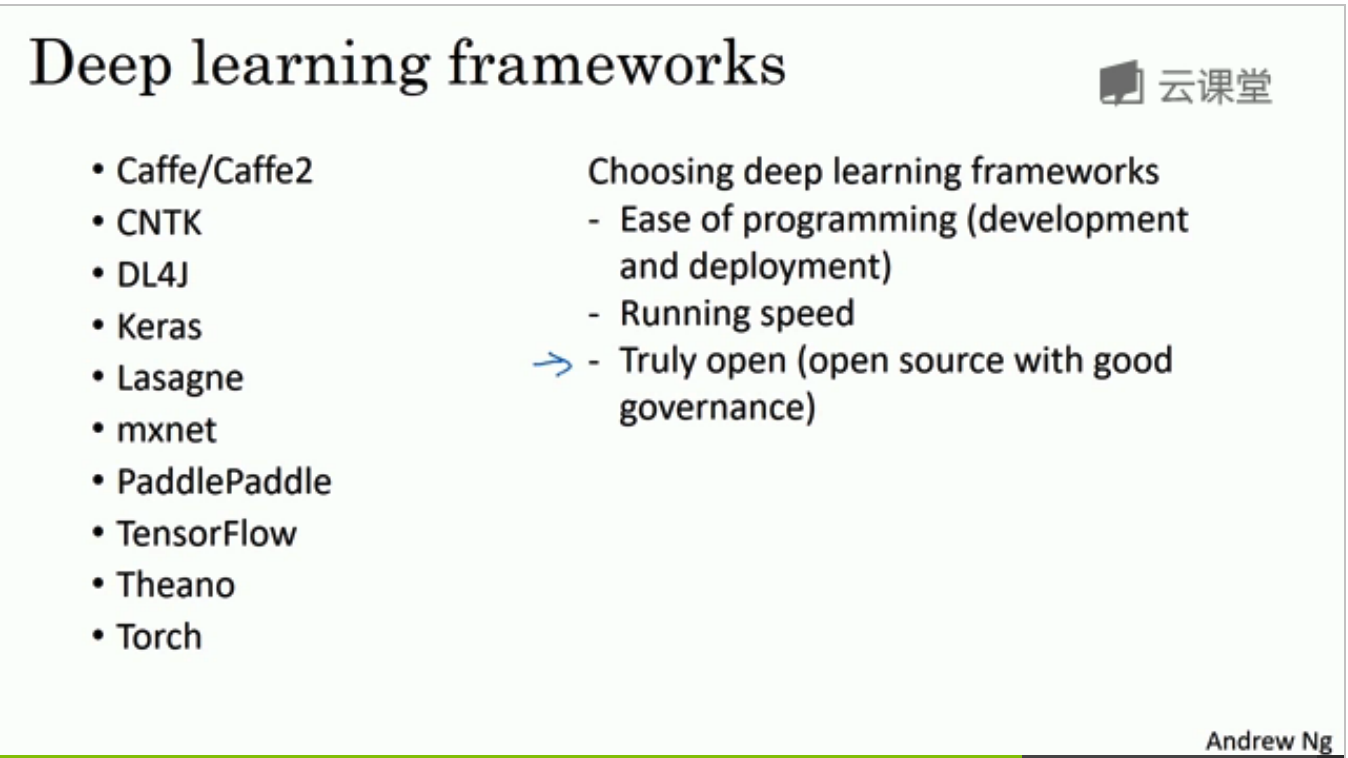 Deep learning frameworks
云课堂
• Caffe/Caffe2
• CNTK
• DL4J
• Keras
• Lasagne
• mxnet
• PaddlePaddle
• TensorFlow
• Theano
• Torch
Choosing deep learning frameworks
- Ease of programming (development
and deployment)
- Running speed
- Truly open (open source with good
governance)
Andrew Ng